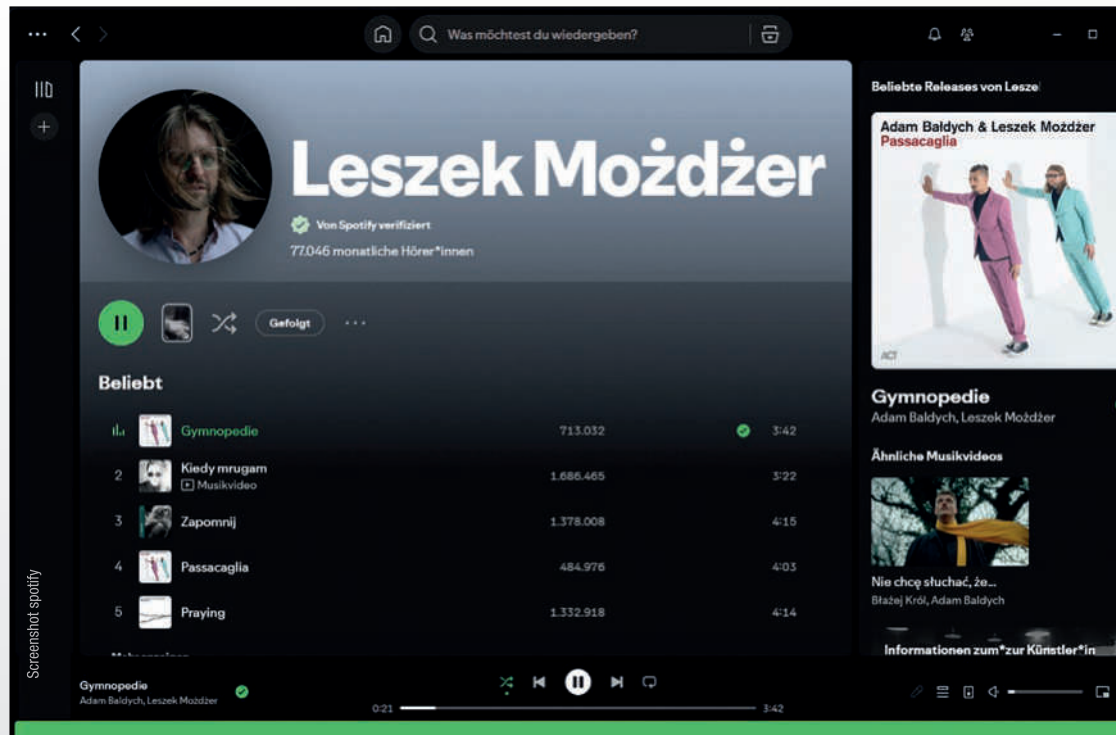 Was möchtest du wiedergeben?
Leszek Możdżer
Von Spotify verifiziert
77.046 monatliche Hörer*innen
Gefolgt
Beliebt
Gymnopedie 713.032 3:42
2 Kiedy mrugam 1.686.465 3:22
Musikvideo
3 Zapomnij 1.378.008 4:15
4 Passacaglia 484.976 4:03
5 Praying 1.332.918 4:14
Beliebte Releases von Lesze
Adam Bałdych & Leszek Możdżer
Passacaglia
ACT
Gymnopedie
Adam Bałdych, Leszek Możdżer
Ähnliche Musikvideos
Nie chcę słuchać, że...
Błażej Król, Adam Bałdych
Informationen zum*zur Künstler*in
Gymnopedie
Adam Bałdych, Leszek Możdżer
0:21 3:42
Screenshot spotify